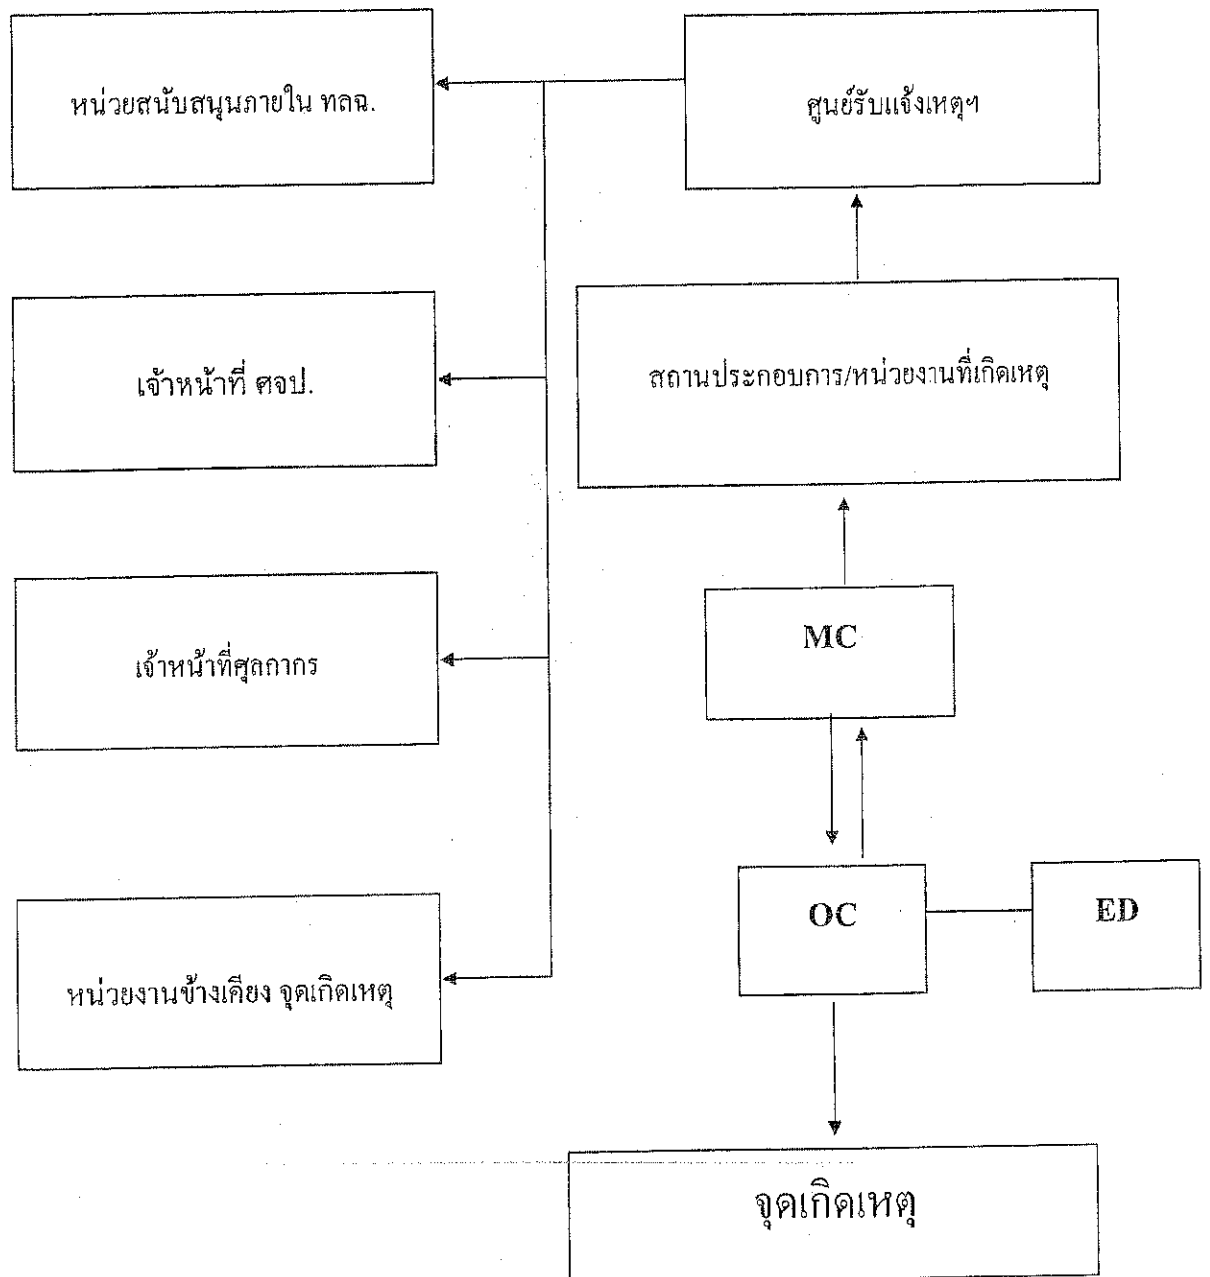 หน่วยสนับสนุนภายใน ทลฉ.
ศูนย์รับแจ้งเหตุฯ
เจ้าหน้าที่ ศจป.
สถานประกอบการ/หน่วยงานที่เกิดเหตุ
เจ้าหน้าที่ศุลกากร
MC
หน่วยงานข้างเคียง จุดเกิดเหตุ
OC
ED
จุดเกิดเหตุ